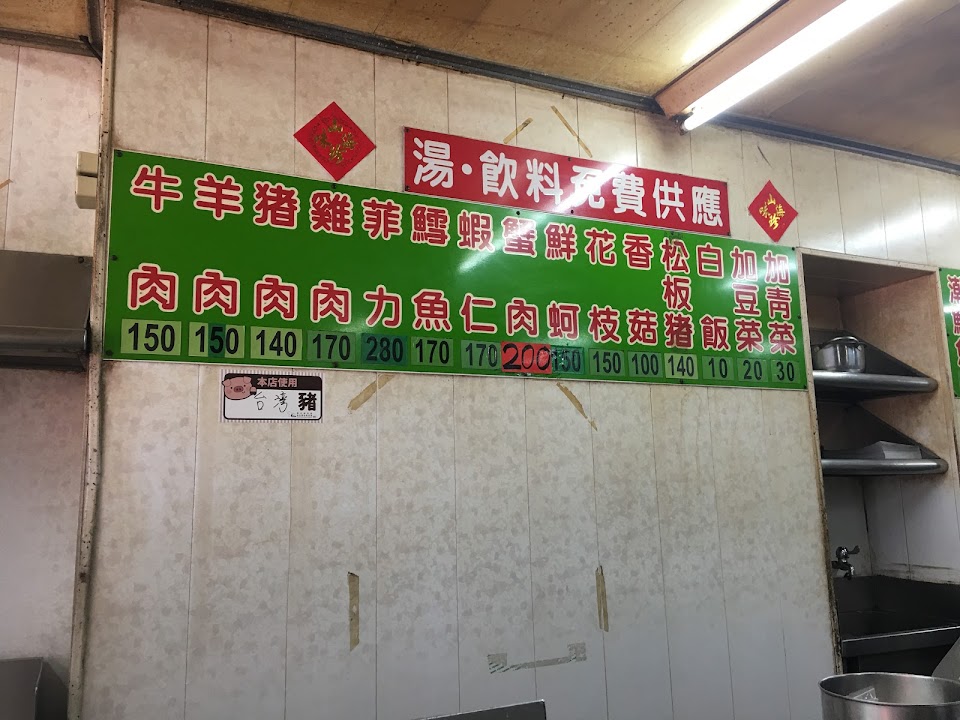 湯·飲料免費供應
牛肉 150
羊肉 150
猪肉 140
雞肉 170
菲力 280
鱈魚 170
蝦仁 170
蟹肉 200
鮮蚵
花枝 150
香菇 100
松板猪 140
白飯 10
加豆菜 20
加青菜 30
本店使用
台灣豬